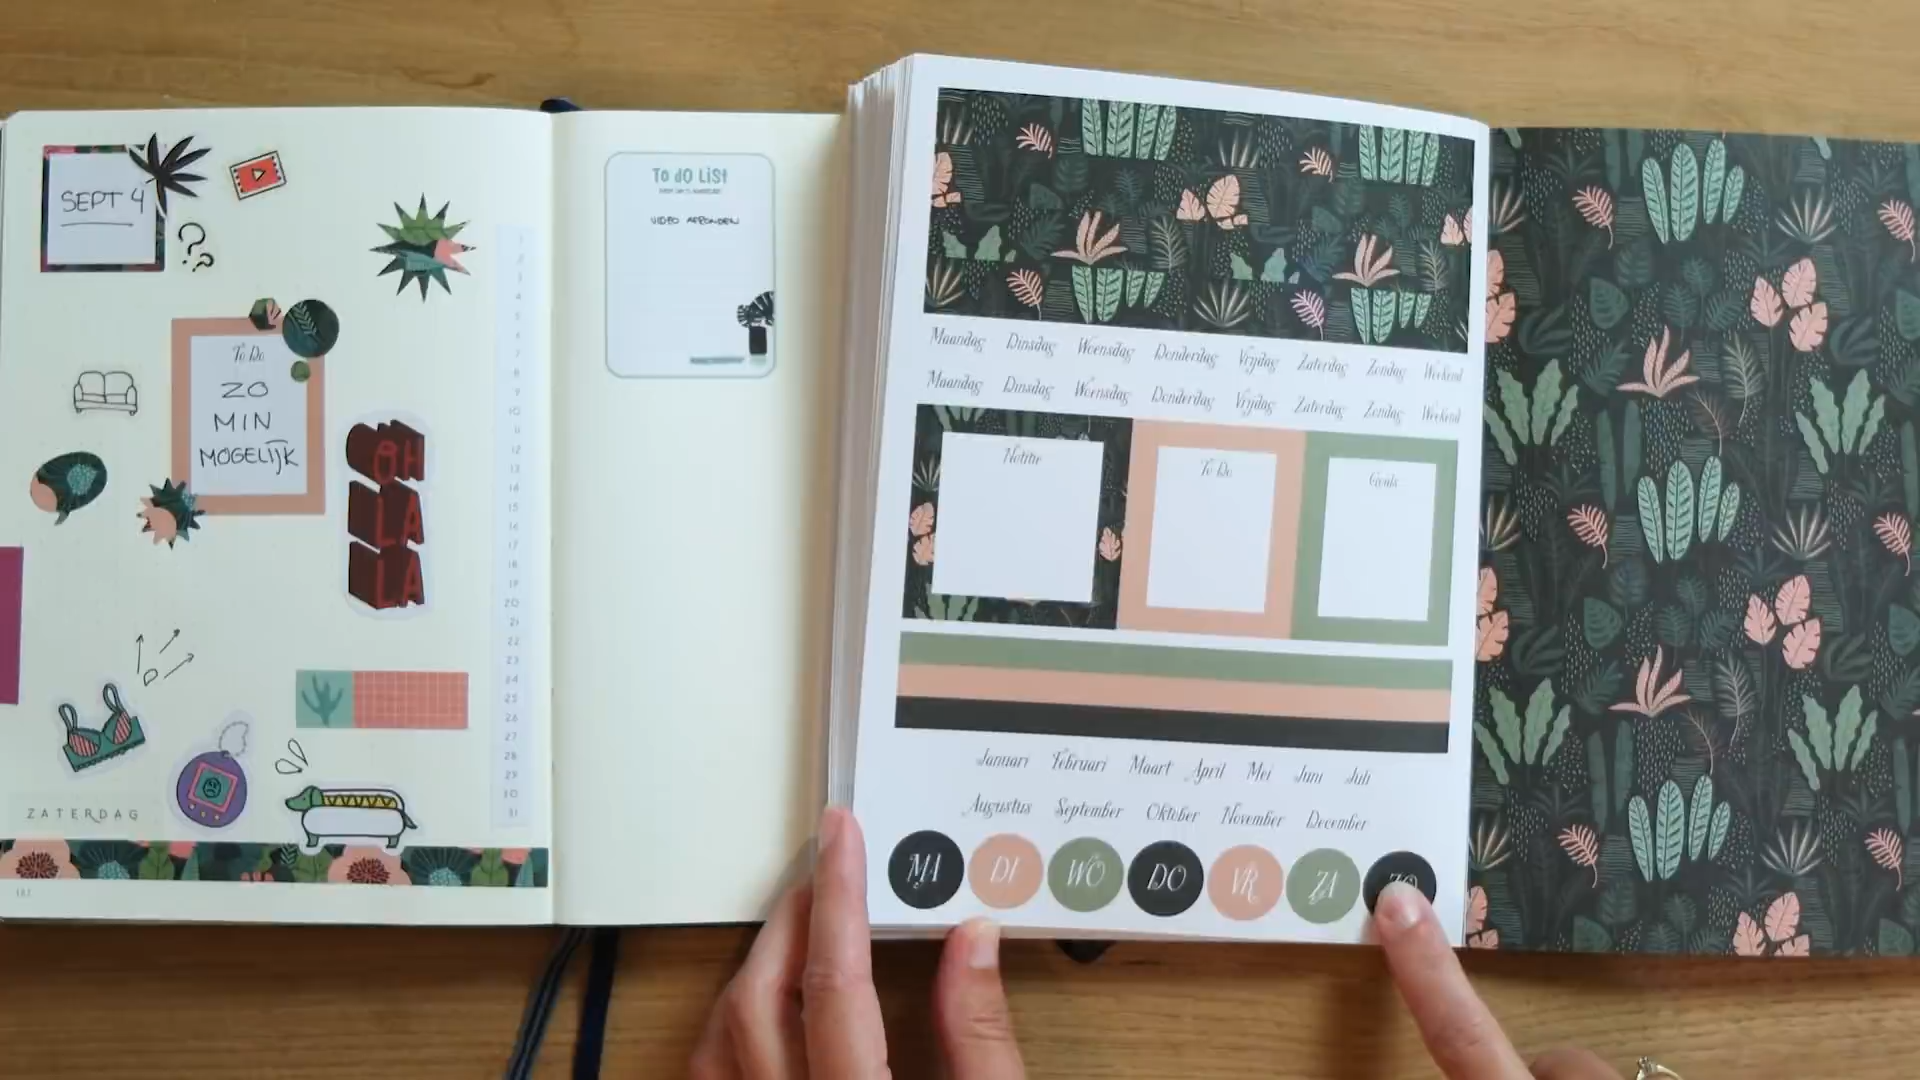 SEPT 4
To Do
ZO
MIN
MOGELIJK
OH
LA
LA
ZATERDAG
187
4
5
6
7
8
9
10
11
12
13
14
15
16
17
18
19
20
21
22
23
24
25
26
27
28
29
30
31
To dO LiSt
VIDEO AFRONDEN
Maandag Dinsdag Woensdag Donderdag Vrijdag Zaterdag Zondag Weekend
Maandag Dinsdag Woensdag Donderdag Vrijdag Zaterdag Zondag Weekend
Notitie
To Do
Goals
Januari Februari Maart April Mei Juni Juli
Augustus September Oktober November December
MA DI WO DO VR ZA ZO